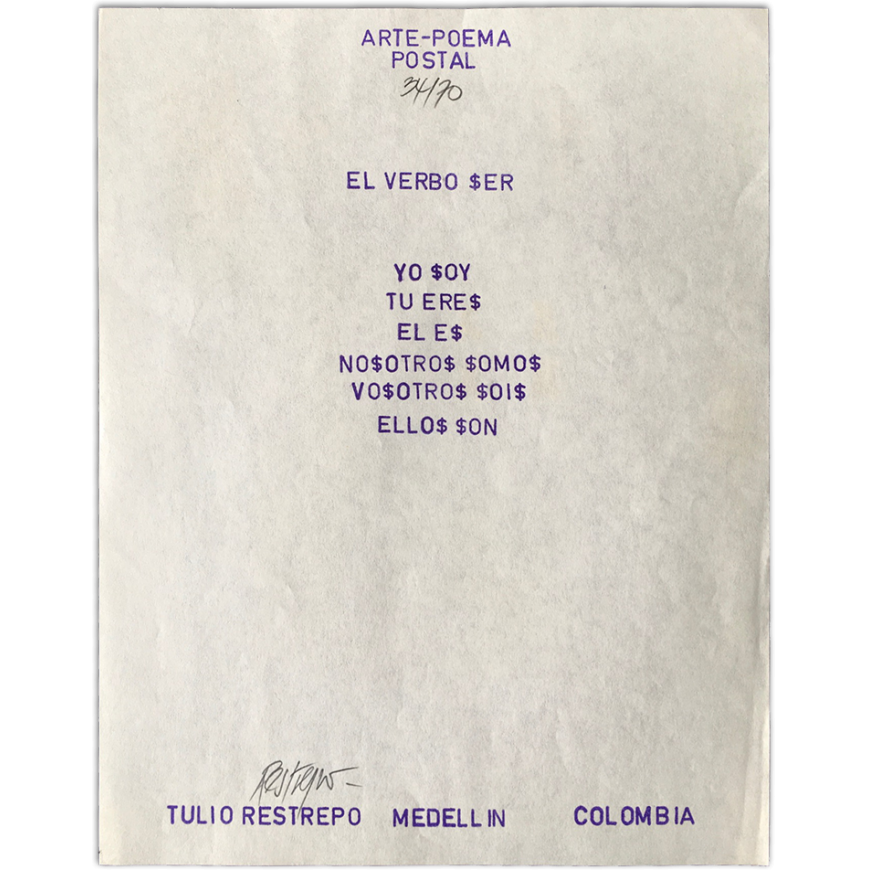 ARTE-POEMA
POSTAL
34/70
EL VERBO $ER
YO $OY
TU ERE$
EL E$
NO$OTRO$ $OMO$
VO$OTRO$ $OI$
ELLO$ $ON
Restrepo
TULIO RESTREPO MEDELLIN COLOMBIA